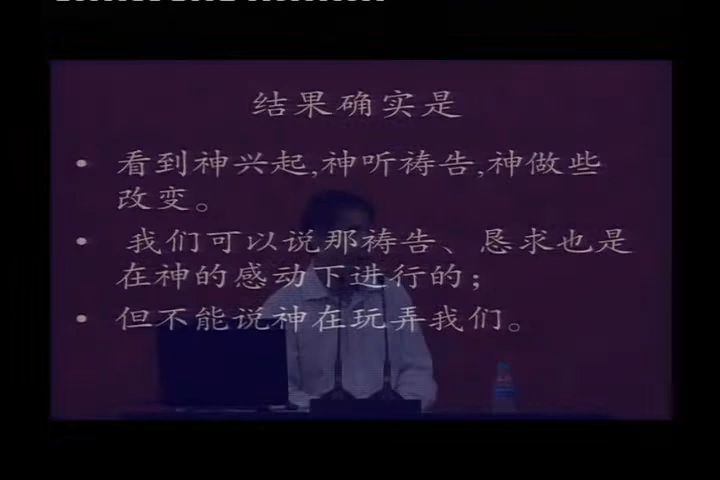 结果确实是
• 看到神兴起,神听祷告,神做些
改变。
• 我们可以说那祷告、恳求也是
在神的感动下进行的；
• 但不能说神在玩弄我们。